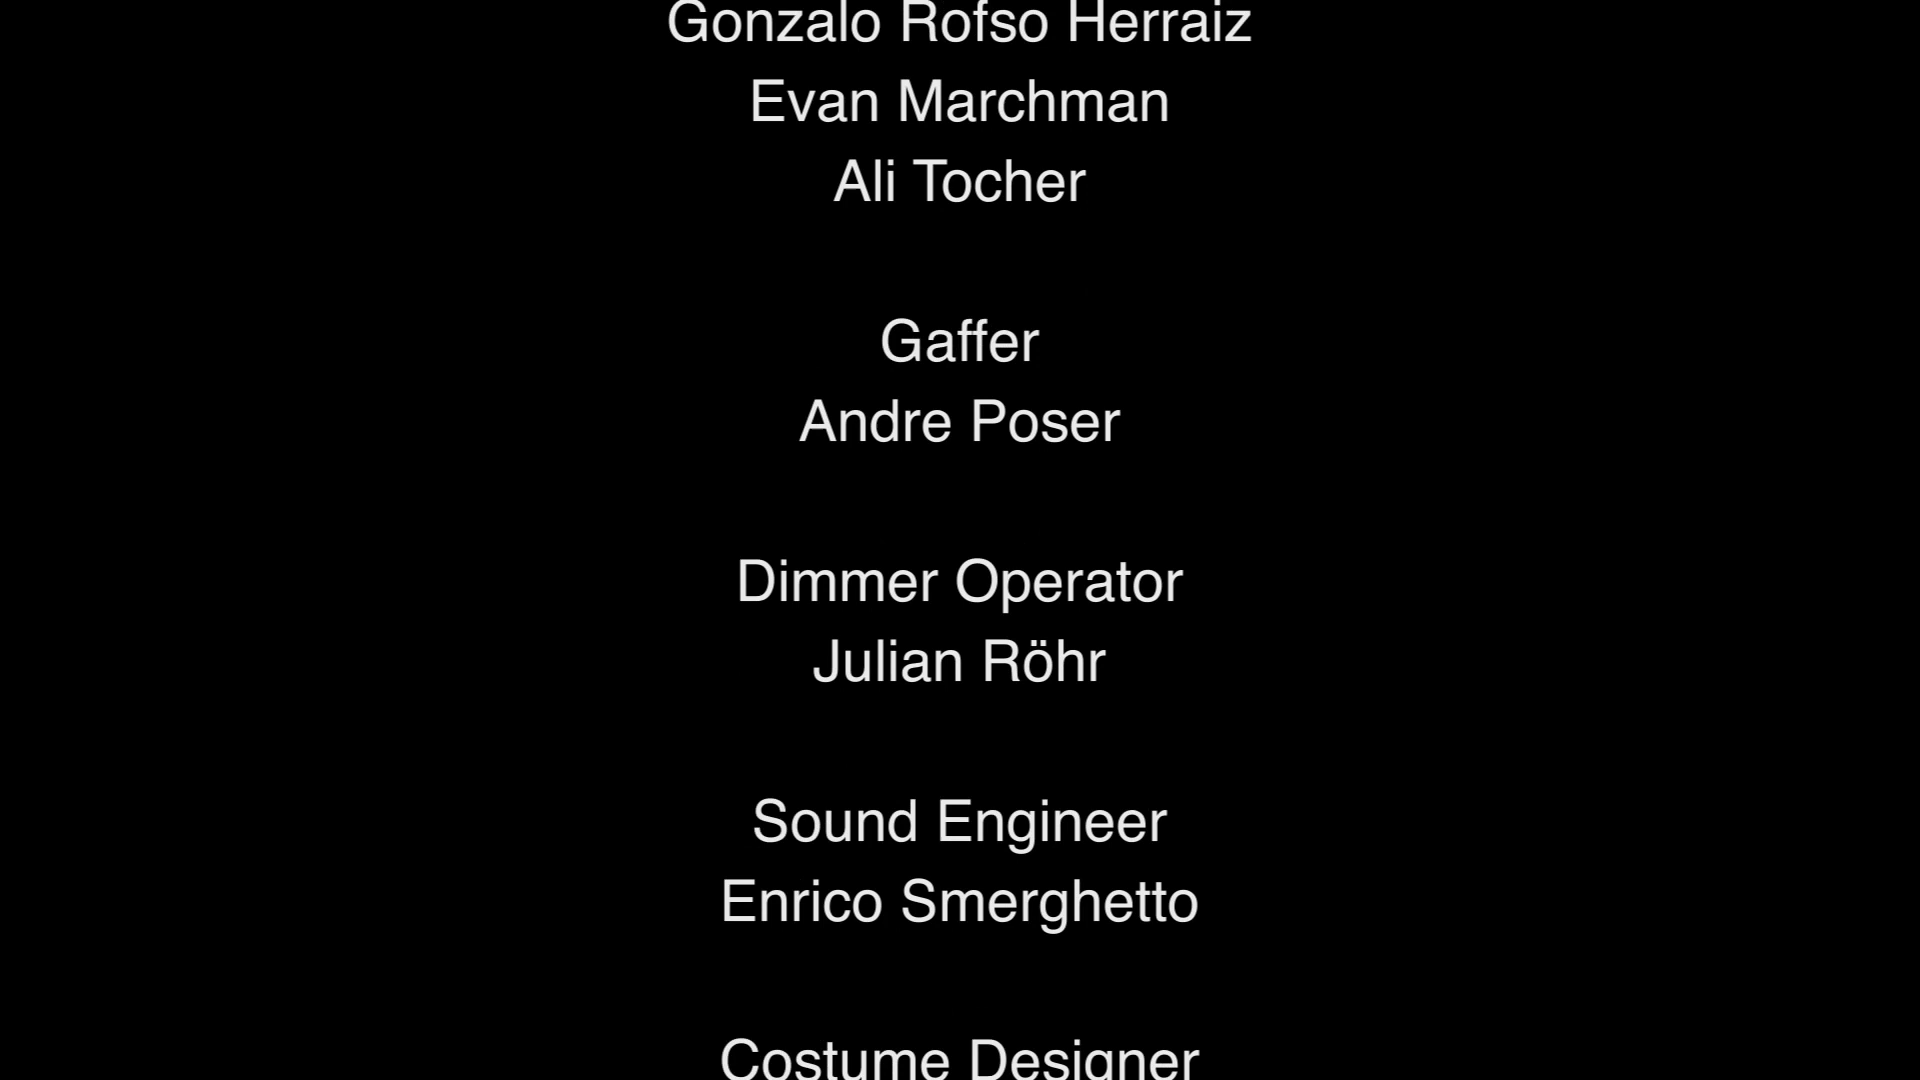 Gonzalo Rofso Herraiz
Evan Marchman
Ali Tocher
Gaffer
Andre Poser
Dimmer Operator
Julian Röhr
Sound Engineer
Enrico Smerghetto
Costume Designer